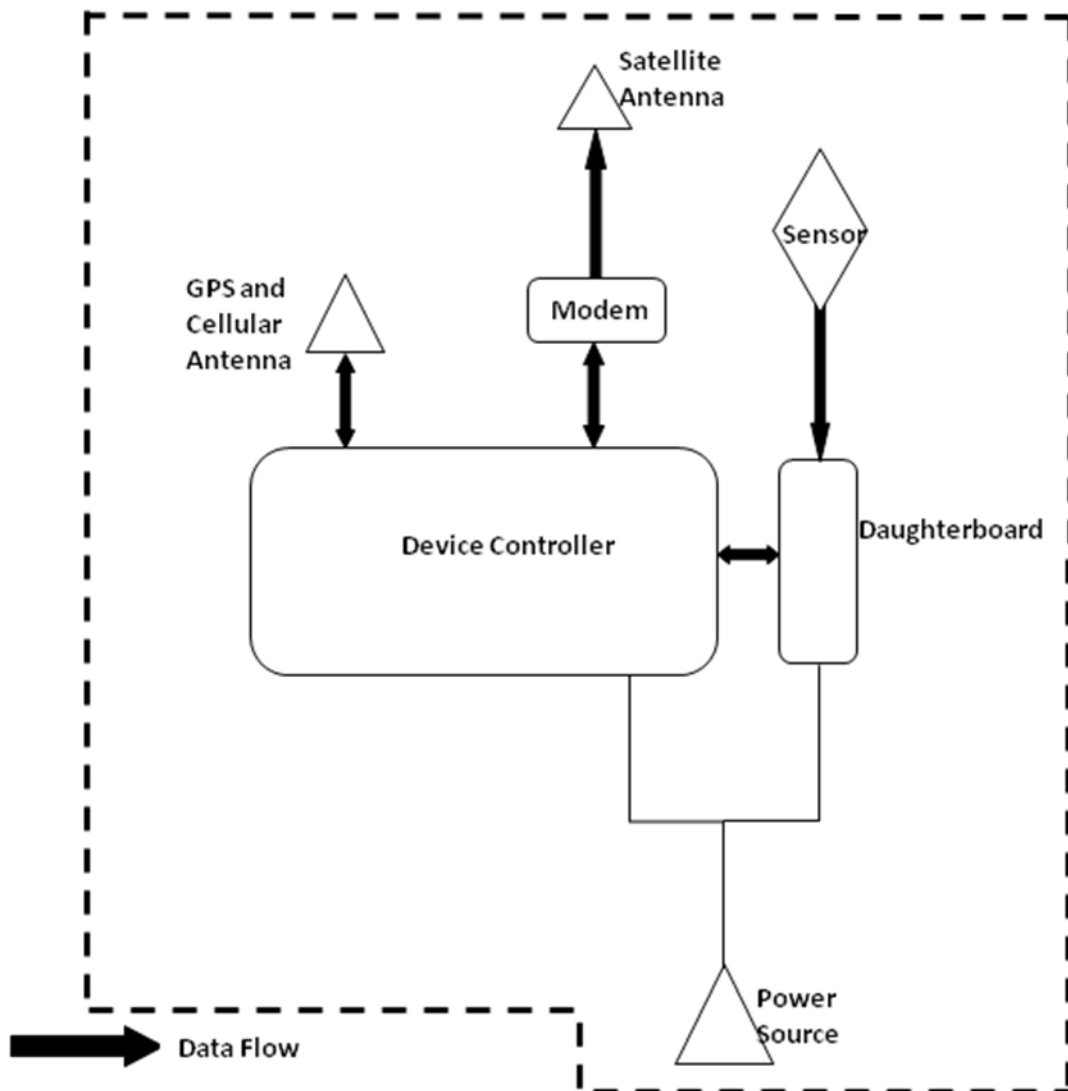 Satellite
Antenna
Sensor
GPS and
Cellular
Antenna
Modem
Device Controller
Daughterboard
Power
Source
Data Flow